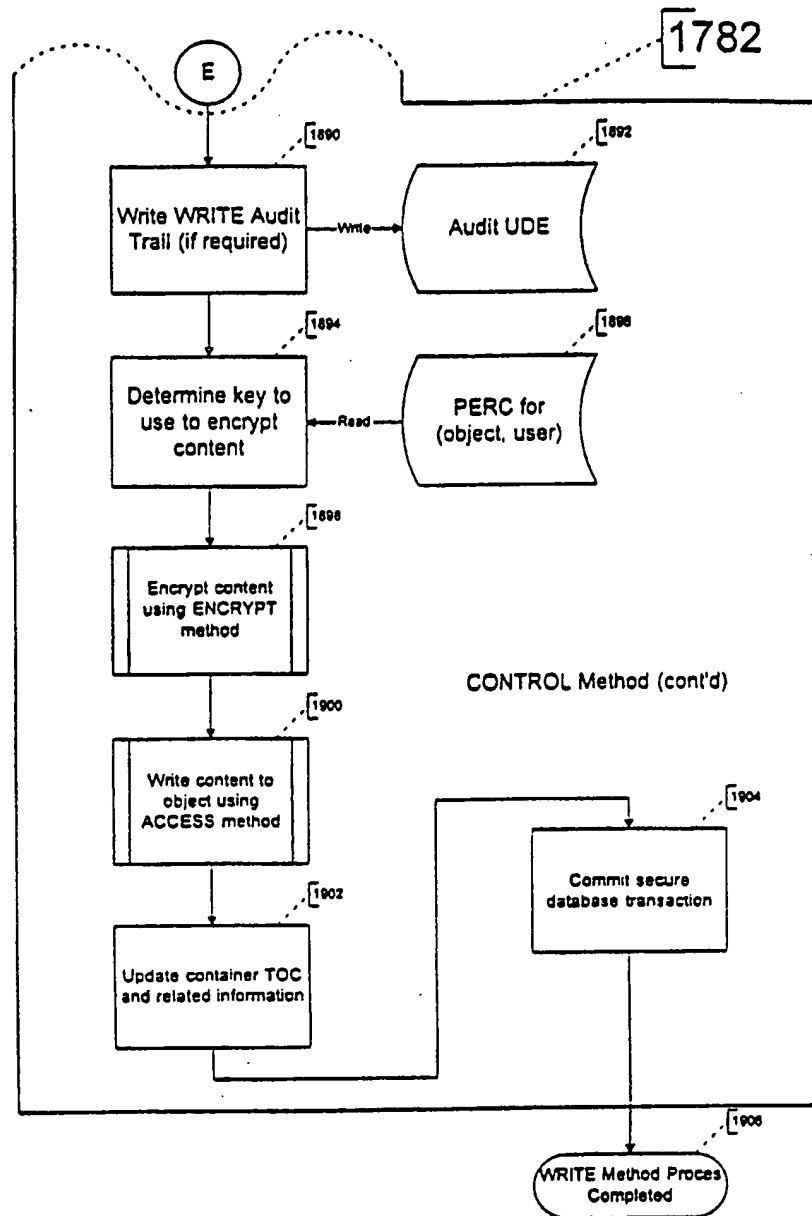 1782
E
1890
Write WRITE Audit
Trail (if required)
Write
1892
Audit UDE
1894
Determine key to
use to encrypt
content
Read
1896
PERC for
(object, user)
1898
Encrypt content
using ENCRYPT
method
CONTROL Method (cont'd)
1900
Write content to
object using
ACCESS method
1904
Commit secure
database transaction
1902
Update container TOC
and related information
1906
WRITE Method Proces
Completed